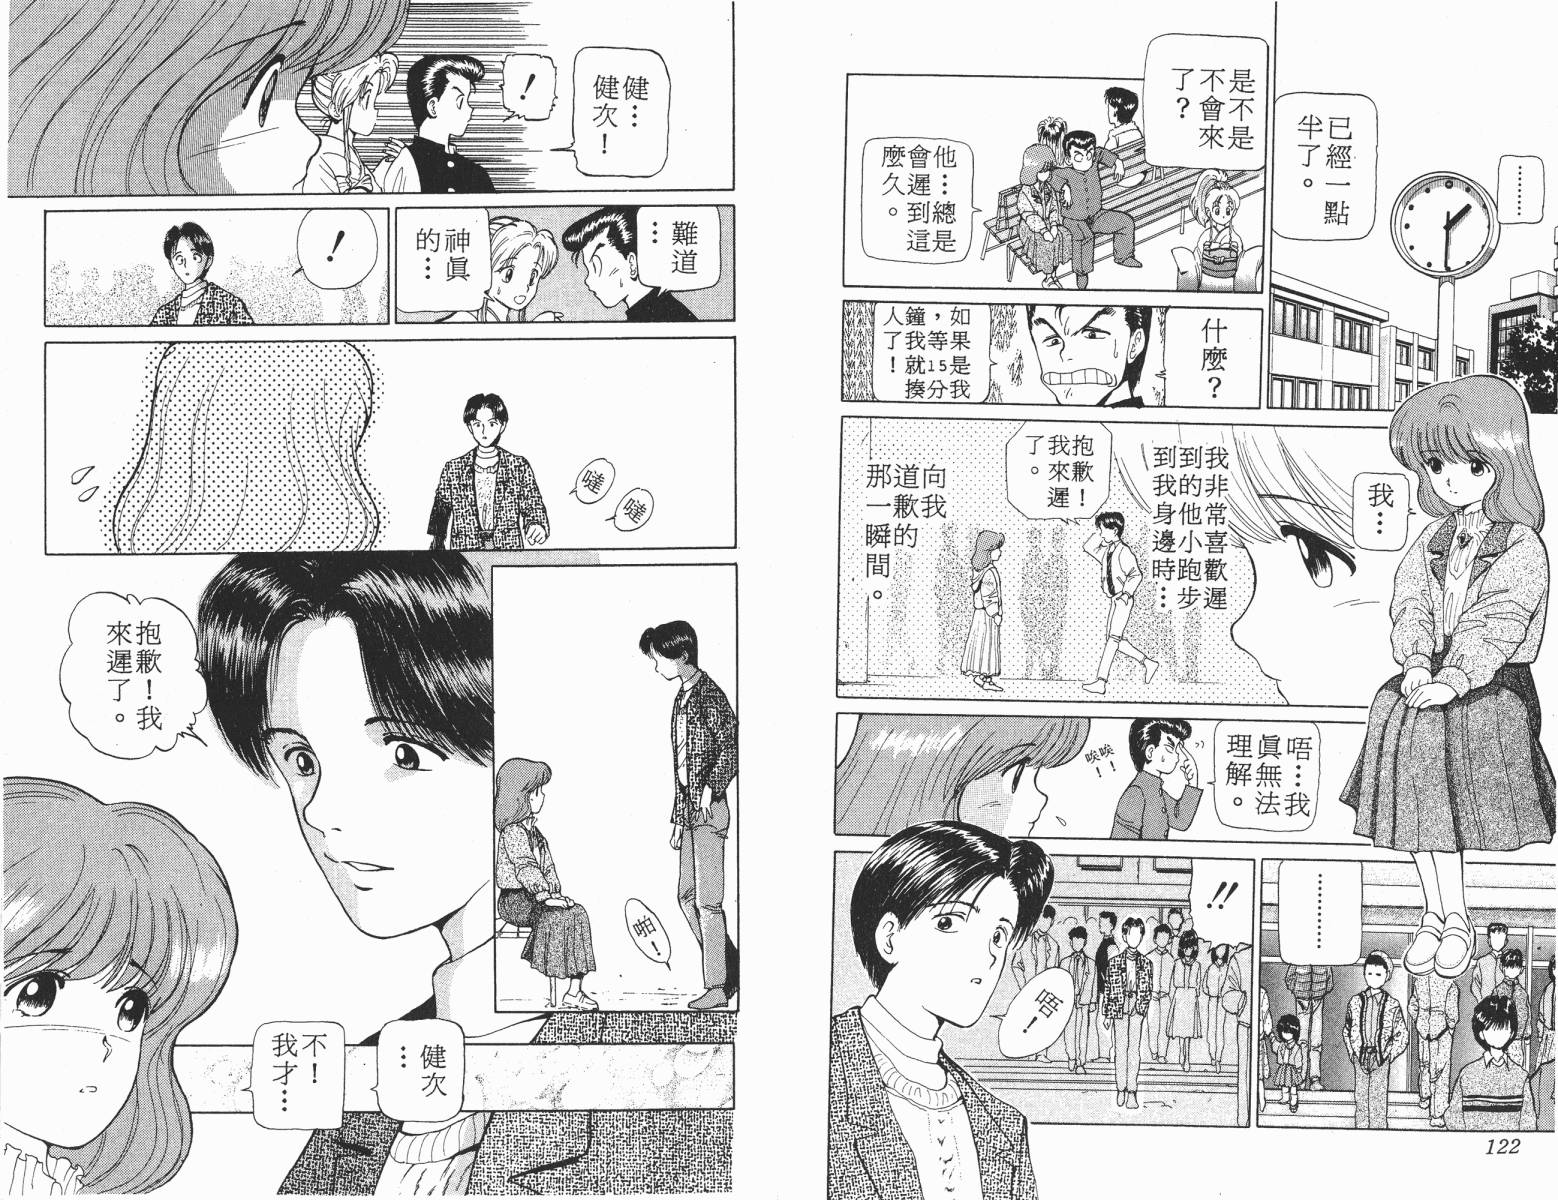 ………
已經一點
半了。
是不是
不會來
了？
他…總是
會遲到這
麼久。
什麼？
如果是我
，等15分
鐘我就揍
人了！
我…
我非常喜歡遲
到的他小跑步
到我身邊時…
抱歉！
我來遲
了。
向我
道歉的
那一瞬
間。
唔…我
真無法
理解。
唉唉
！！
…………
!!
唔！
122
健…
健次！
！
難道
…
神真
的…
！
噠
噠
啪！
抱歉！我
來遲了。
健次
…
不！
我才…